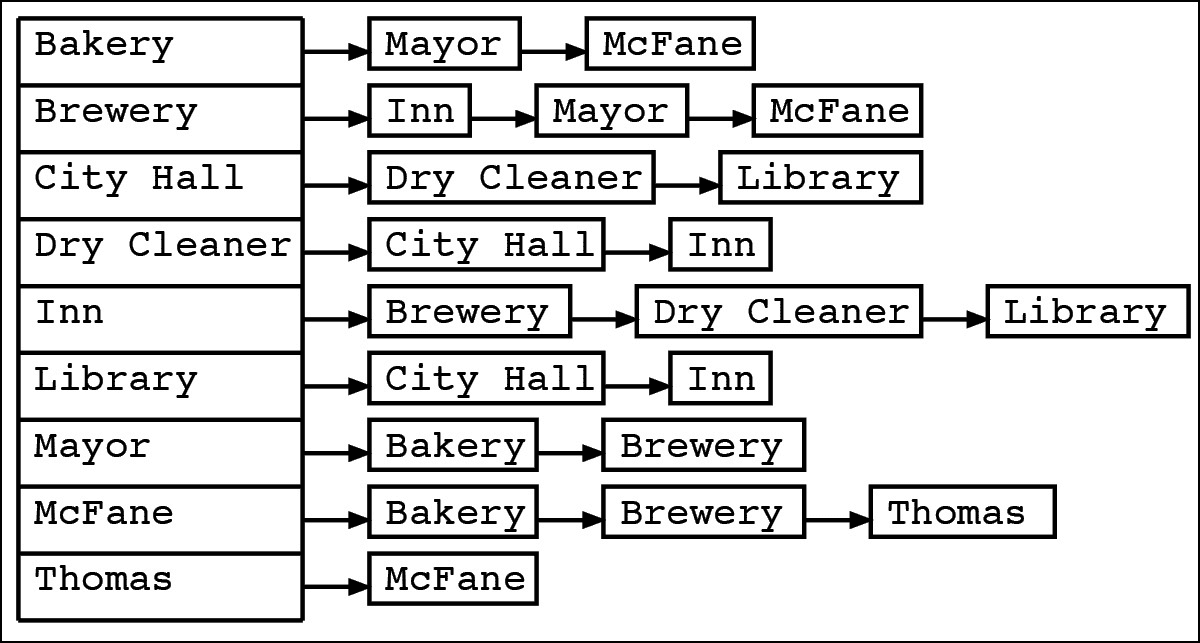 Bakery Mayor McFane
Brewery Inn Mayor McFane
City Hall Dry Cleaner Library
Dry Cleaner City Hall Inn
Inn Brewery Dry Cleaner Library
Library City Hall Inn
Mayor Bakery Brewery
McFane Bakery Brewery Thomas
Thomas McFane